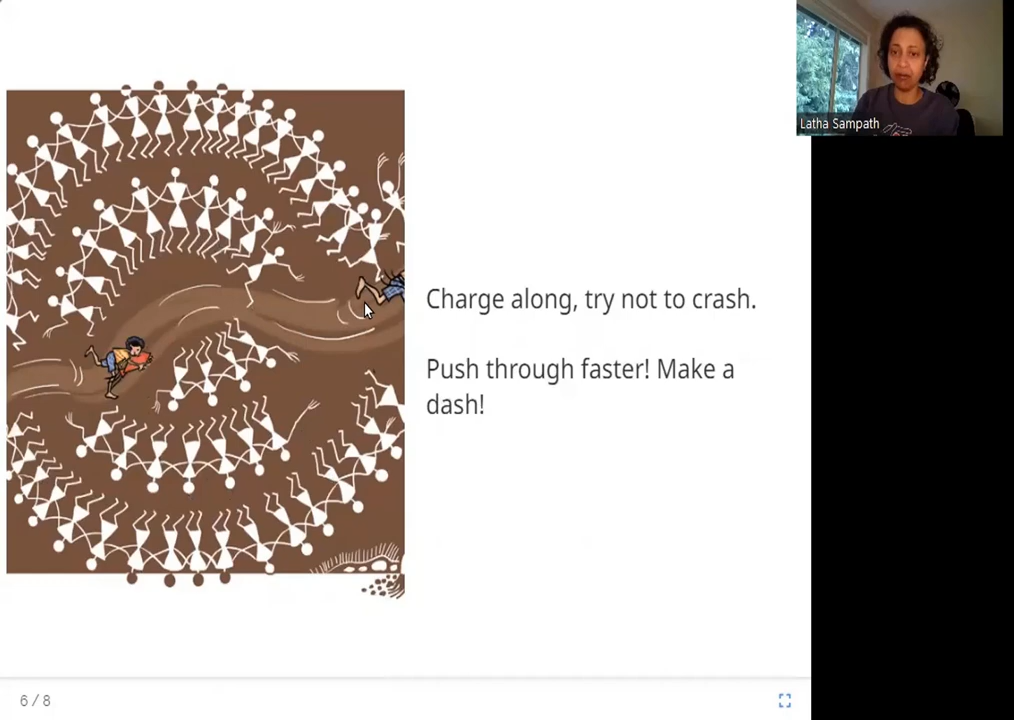 Latha Sampath
Charge along, try not to crash.
Push through faster! Make a
dash!
6 / 8